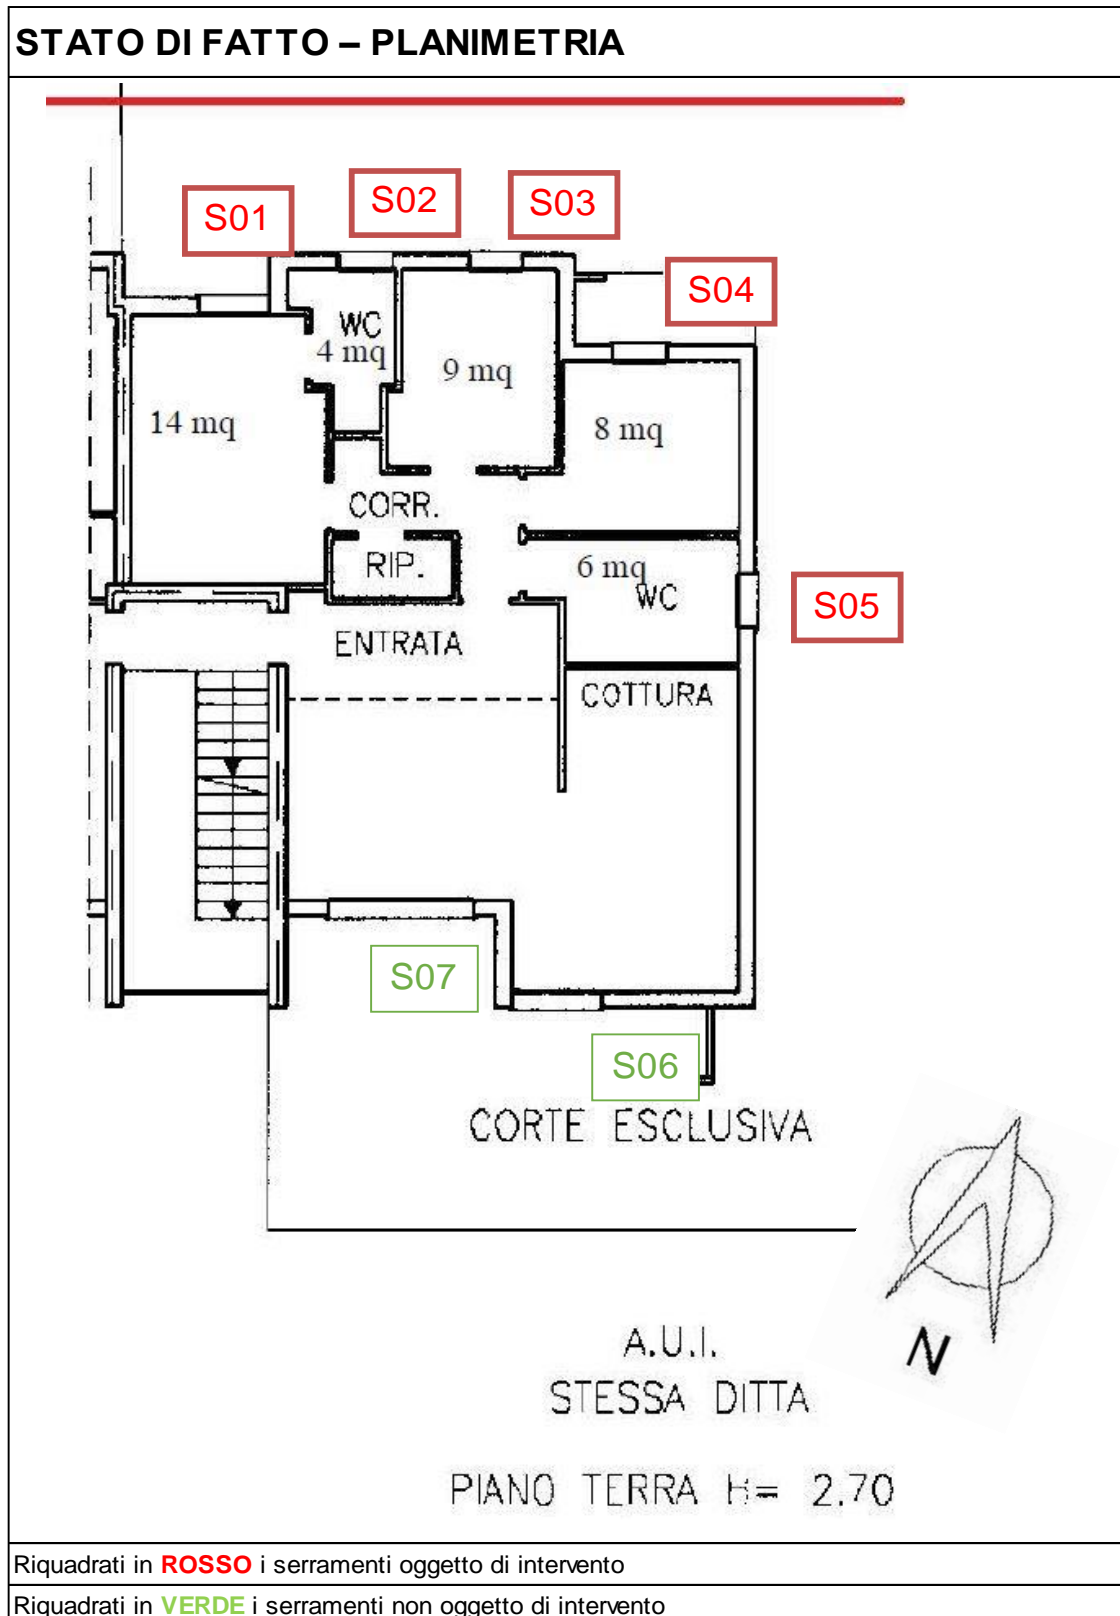 STATO DI FATTO – PLANIMETRIA
S01
S02
S03
S04
WC
4 mq
9 mq
14 mq
8 mq
CORR.
RIP.
6 mq
WC
S05
ENTRATA
COTTURA
S07
S06
CORTE ESCLUSIVA
N
A.U.I.
STESSA DITTA
PIANO TERRA H= 2.70
Riquadrati in ROSSO i serramenti oggetto di intervento
Riquadrati in VERDE i serramenti non oggetto di intervento